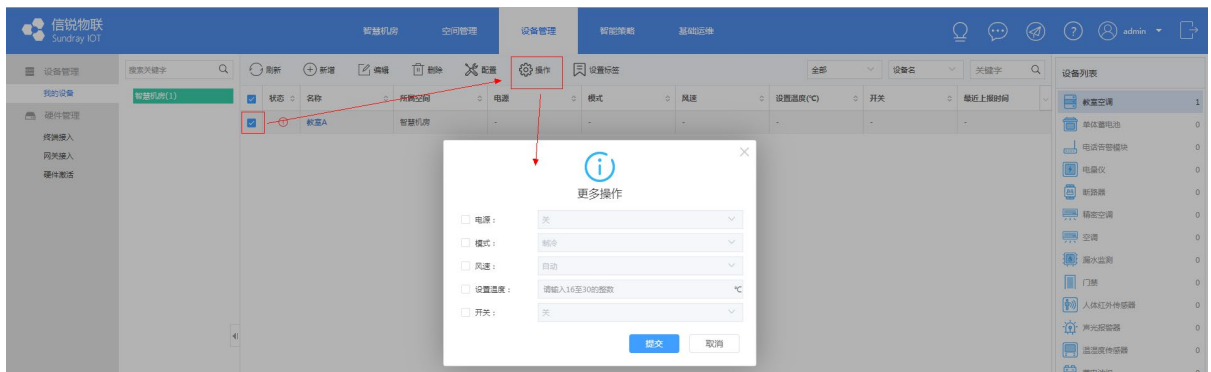 信锐物联
Sundray IOT
智慧机房 空间管理 设备管理 智能策略 基础运维
admin
设备管理
我的设备
硬件管理
终端接入
网关接入
硬件激活
搜索关键字
智慧机房(1)
刷新 新增 编辑 删除 配置 操作 设置标签
全部 设备名 关键字
状态 名称 所属空间 电源 模式 风速 设置温度(℃) 开关 最近上报时间
教室A 智慧机房 - - - - - -
更多操作
电源： 关
模式： 制冷
风速： 自动
设置温度： 请输入16至30的整数 ℃
开关： 关
提交 取消
设备列表
教室空调 1
单体蓄电池 0
电话告警模块 0
电量仪 0
断路器 0
精密空调 0
空调 0
漏水监测 0
门禁 0
人体红外传感器 0
声光报警器 0
温湿度传感器 0